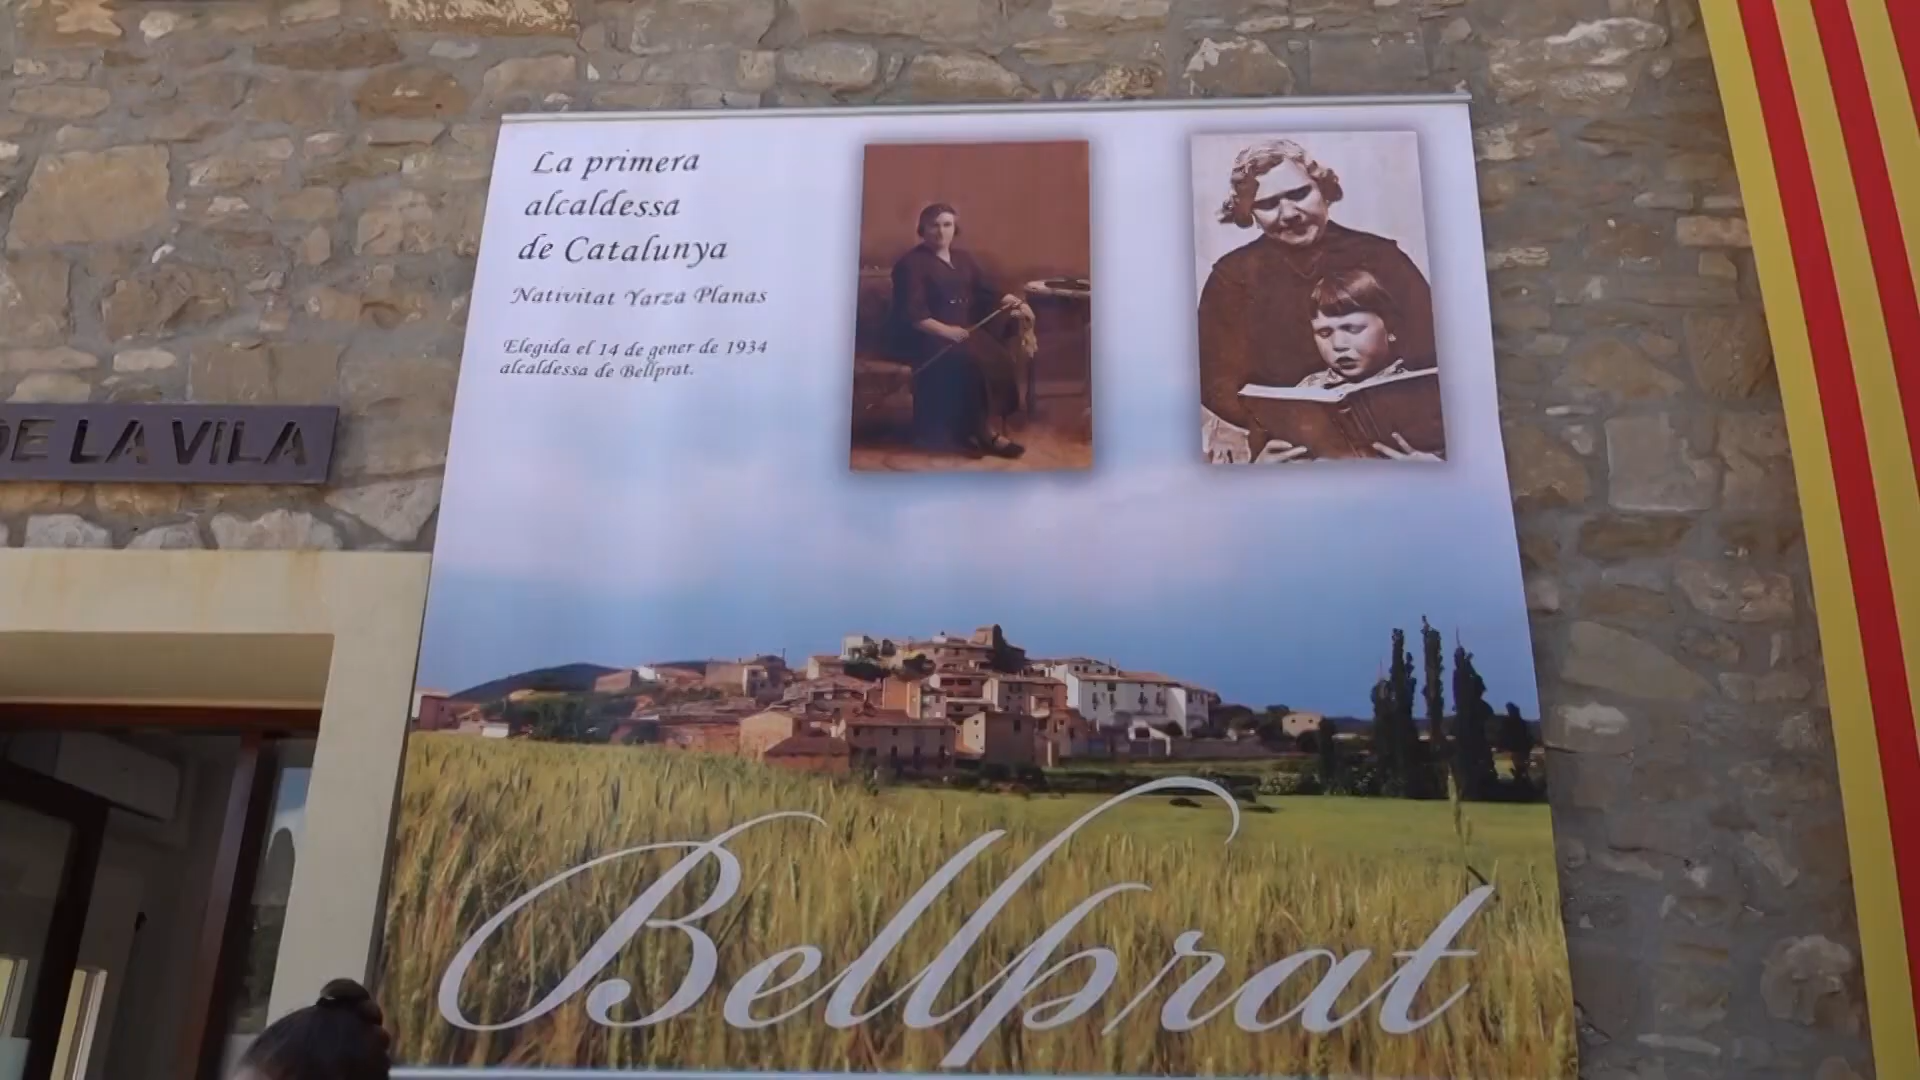 La primera
alcaldessa
de Catalunya
Nativitat Yarza Planas
Elegida el 14 de gener de 1934
alcaldessa de Bellprat.
DE LA VILA
Bellprat